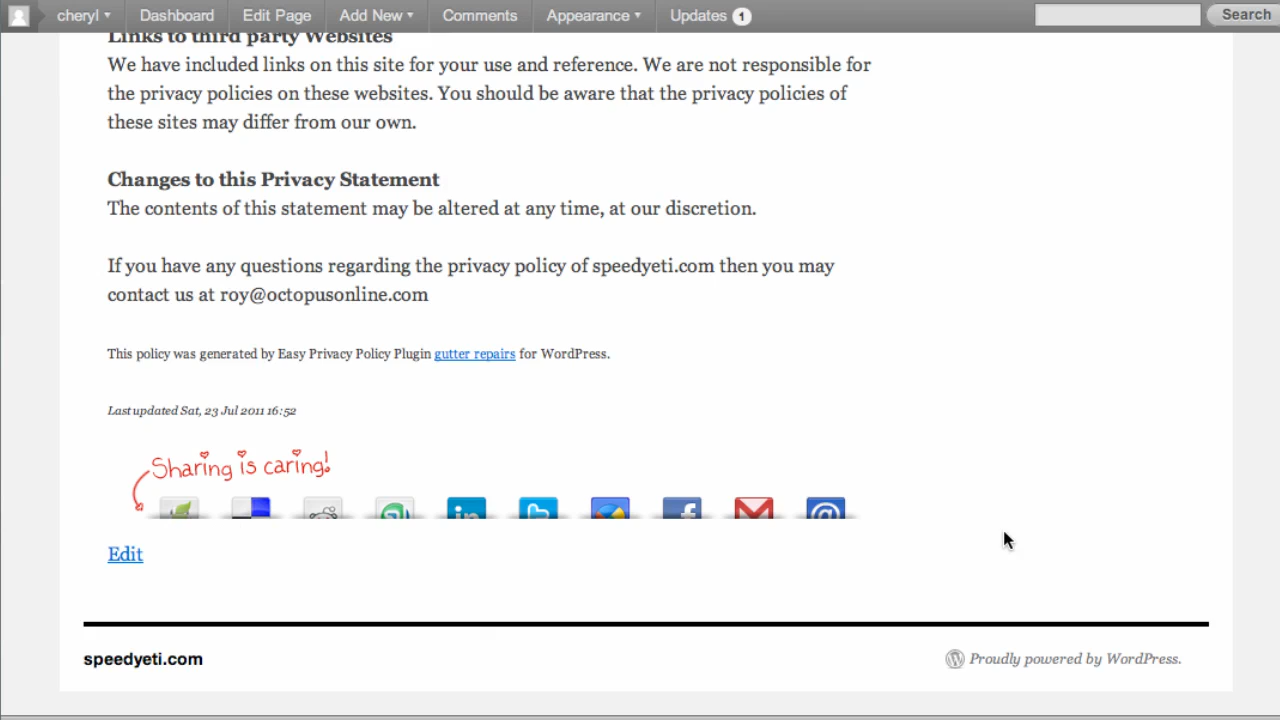 cheryl Dashboard Edit Page Add New Comments Appearance Updates 1 Search
Links to third party Websites
We have included links on this site for your use and reference. We are not responsible for
the privacy policies on these websites. You should be aware that the privacy policies of
these sites may differ from our own.
Changes to this Privacy Statement
The contents of this statement may be altered at any time, at our discretion.
If you have any questions regarding the privacy policy of speedyeti.com then you may
contact us at roy@octopusonline.com
This policy was generated by Easy Privacy Policy Plugin gutter repairs for WordPress.
Last updated Sat, 23 Jul 2011 16:52
Sharing is caring!
Edit
speedyeti.com Proudly powered by WordPress.